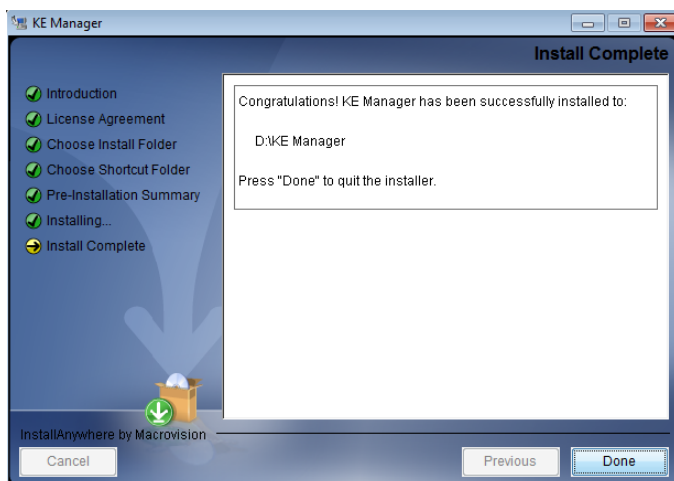 KE Manager
Install Complete
Introduction
License Agreement
Choose Install Folder
Choose Shortcut Folder
Pre-Installation Summary
Installing...
Install Complete
Congratulations! KE Manager has been successfully installed to:
D:\KE Manager
Press "Done" to quit the installer.
InstallAnywhere by Macrovision
Cancel
Previous
Done